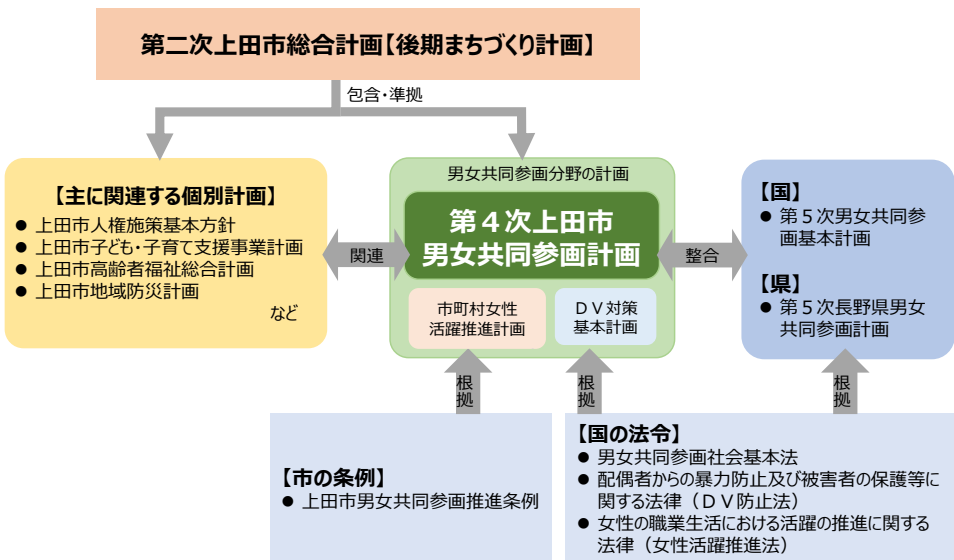 第二次上田市総合計画【後期まちづくり計画】
包含・準拠
【主に関連する個別計画】
● 上田市人権施策基本方針
● 上田市子ども・子育て支援事業計画
● 上田市高齢者福祉総合計画
● 上田市地域防災計画
など
関連
男女共同参画分野の計画
第４次上田市
男女共同参画計画
市町村女性
活躍推進計画
ＤＶ対策
基本計画
整合
【国】
● 第５次男女共同参
画基本計画
【県】
● 第５次長野県男女
共同参画計画
根拠
根拠
根拠
【市の条例】
● 上田市男女共同参画推進条例
【国の法令】
● 男女共同参画社会基本法
● 配偶者からの暴力防止及び被害者の保護等に
関する法律（ＤＶ防止法）
● 女性の職業生活における活躍の推進に関する
法律（女性活躍推進法）